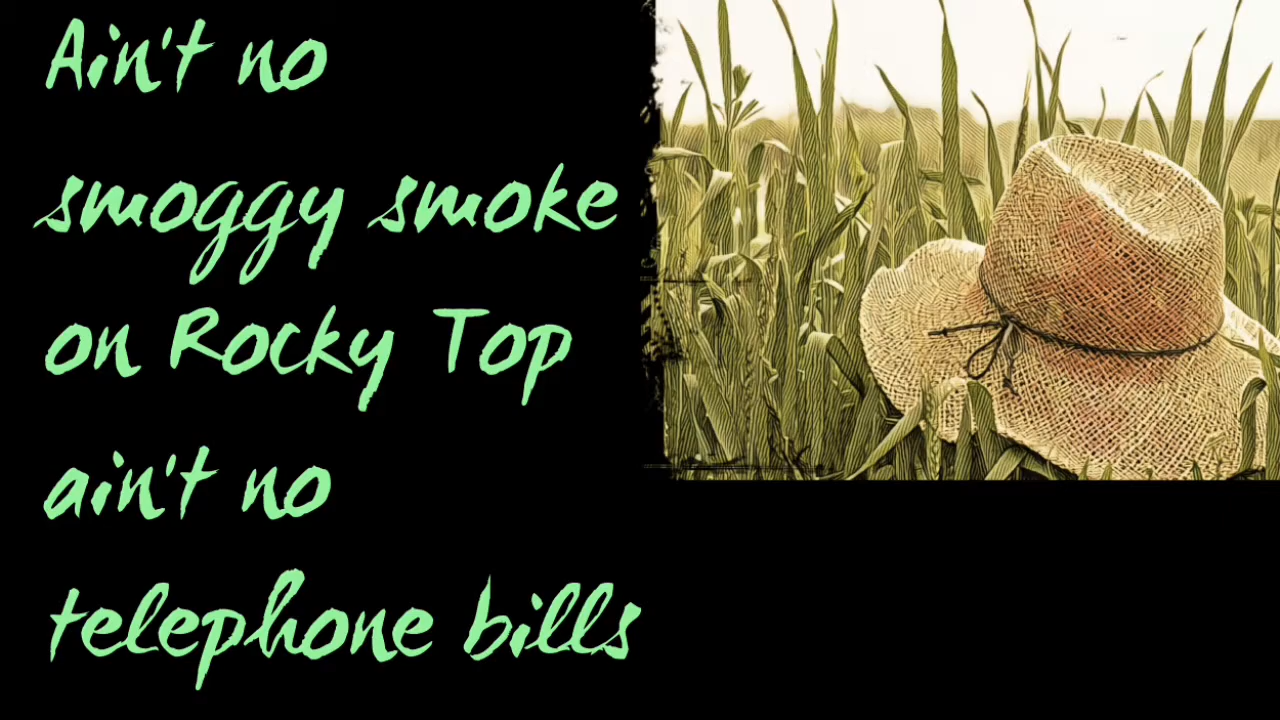 Ain't no
smoggy smoke
on Rocky Top
ain't no
telephone bills